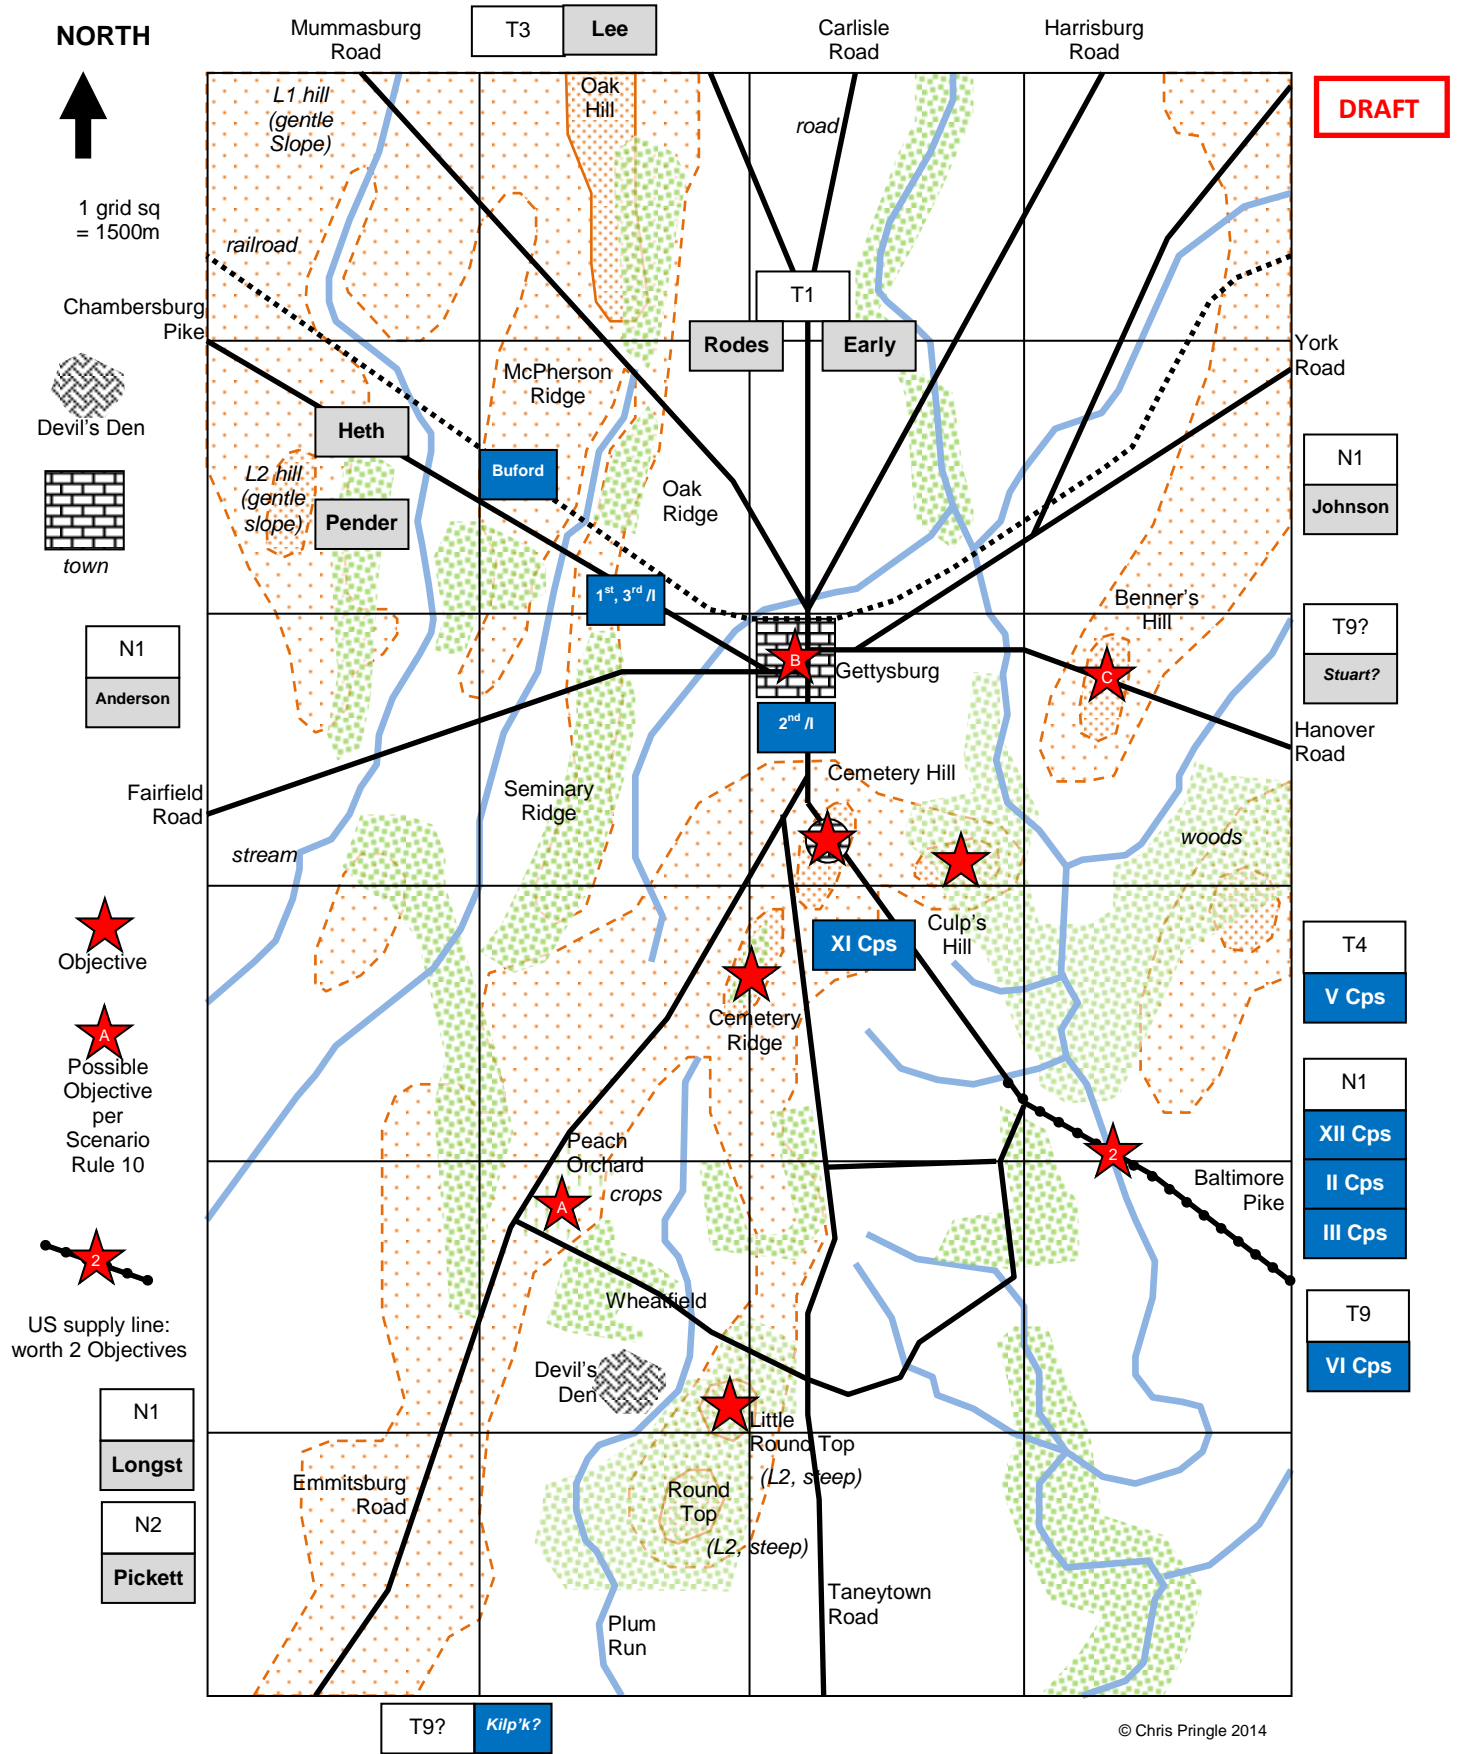 NORTH
Mummasburg
Road
T3
Lee
Carlisle
Road
Harrisburg
Road
DRAFT
L1 hill
(gentle
Slope)
Oak
Hill
road
1 grid sq
= 1500m
railroad
T1
Rodes
Early
Chambersburg
Pike
York
Road
McPherson
Ridge
Devil's Den
Heth
Buford
L2 hill
(gentle
slope)
Pender
Oak
Ridge
N1
Johnson
town
1st, 3rd /I
Benner's
Hill
N1
Anderson
B
Gettysburg
C
T9?
Stuart?
2nd /I
Hanover
Road
Cemetery Hill
Fairfield
Road
Seminary
Ridge
stream
woods
Culp's
Hill
XI Cps
Objective
T4
V Cps
Cemetery
Ridge
A
Possible
Objective
per
Scenario
Rule 10
N1
XII Cps
II Cps
III Cps
Peach
Orchard
crops
A
2
Baltimore
Pike
2
US supply line:
worth 2 Objectives
Wheatfield
T9
VI Cps
Devil's
Den
N1
Longst
Little
Round Top
(L2, steep)
Emmitsburg
Road
Round
Top
(L2, steep)
N2
Pickett
Plum
Run
Taneytown
Road
T9?
Kilp'k?
© Chris Pringle 2014